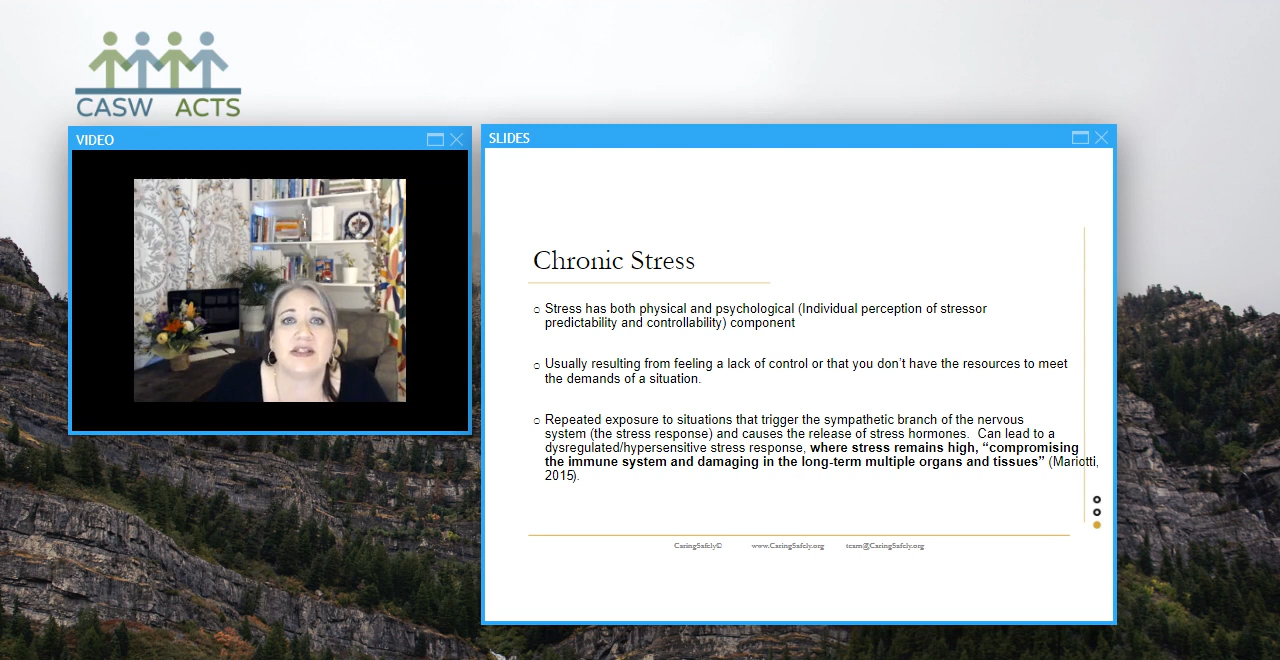 CASW ACTS
VIDEO
SLIDES
Chronic Stress
○ Stress has both physical and psychological (Individual perception of stressor
predictability and controllability) component
○ Usually resulting from feeling a lack of control or that you don’t have the resources to meet
the demands of a situation.
○ Repeated exposure to situations that trigger the sympathetic branch of the nervous
system (the stress response) and causes the release of stress hormones.  Can lead to a
dysregulated/hypersensitive stress response, where stress remains high, “compromising
the immune system and damaging in the long-term multiple organs and tissues” (Mariotti,
2015).
CaringSafely© www.CaringSafely.org team@CaringSafely.org